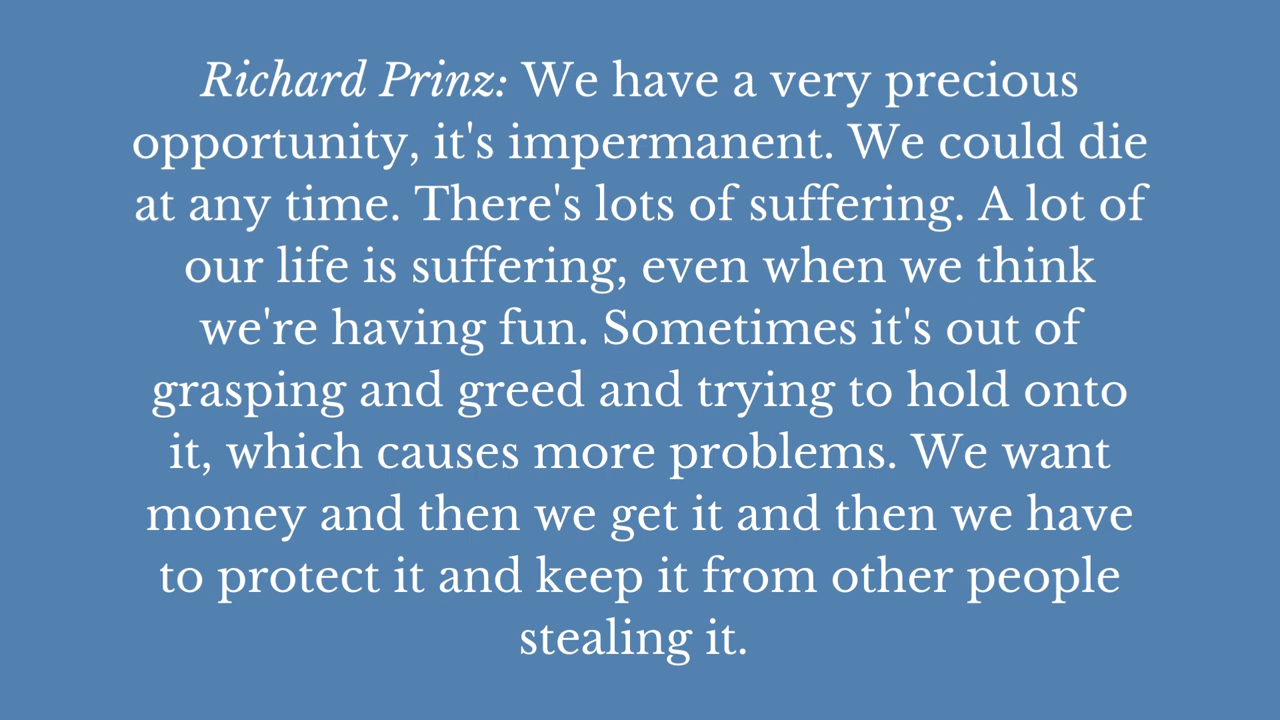 Richard Prinz: We have a very precious
opportunity, it's impermanent. We could die
at any time. There's lots of suffering. A lot of
our life is suffering, even when we think
we're having fun. Sometimes it's out of
grasping and greed and trying to hold onto
it, which causes more problems. We want
money and then we get it and then we have
to protect it and keep it from other people
stealing it.